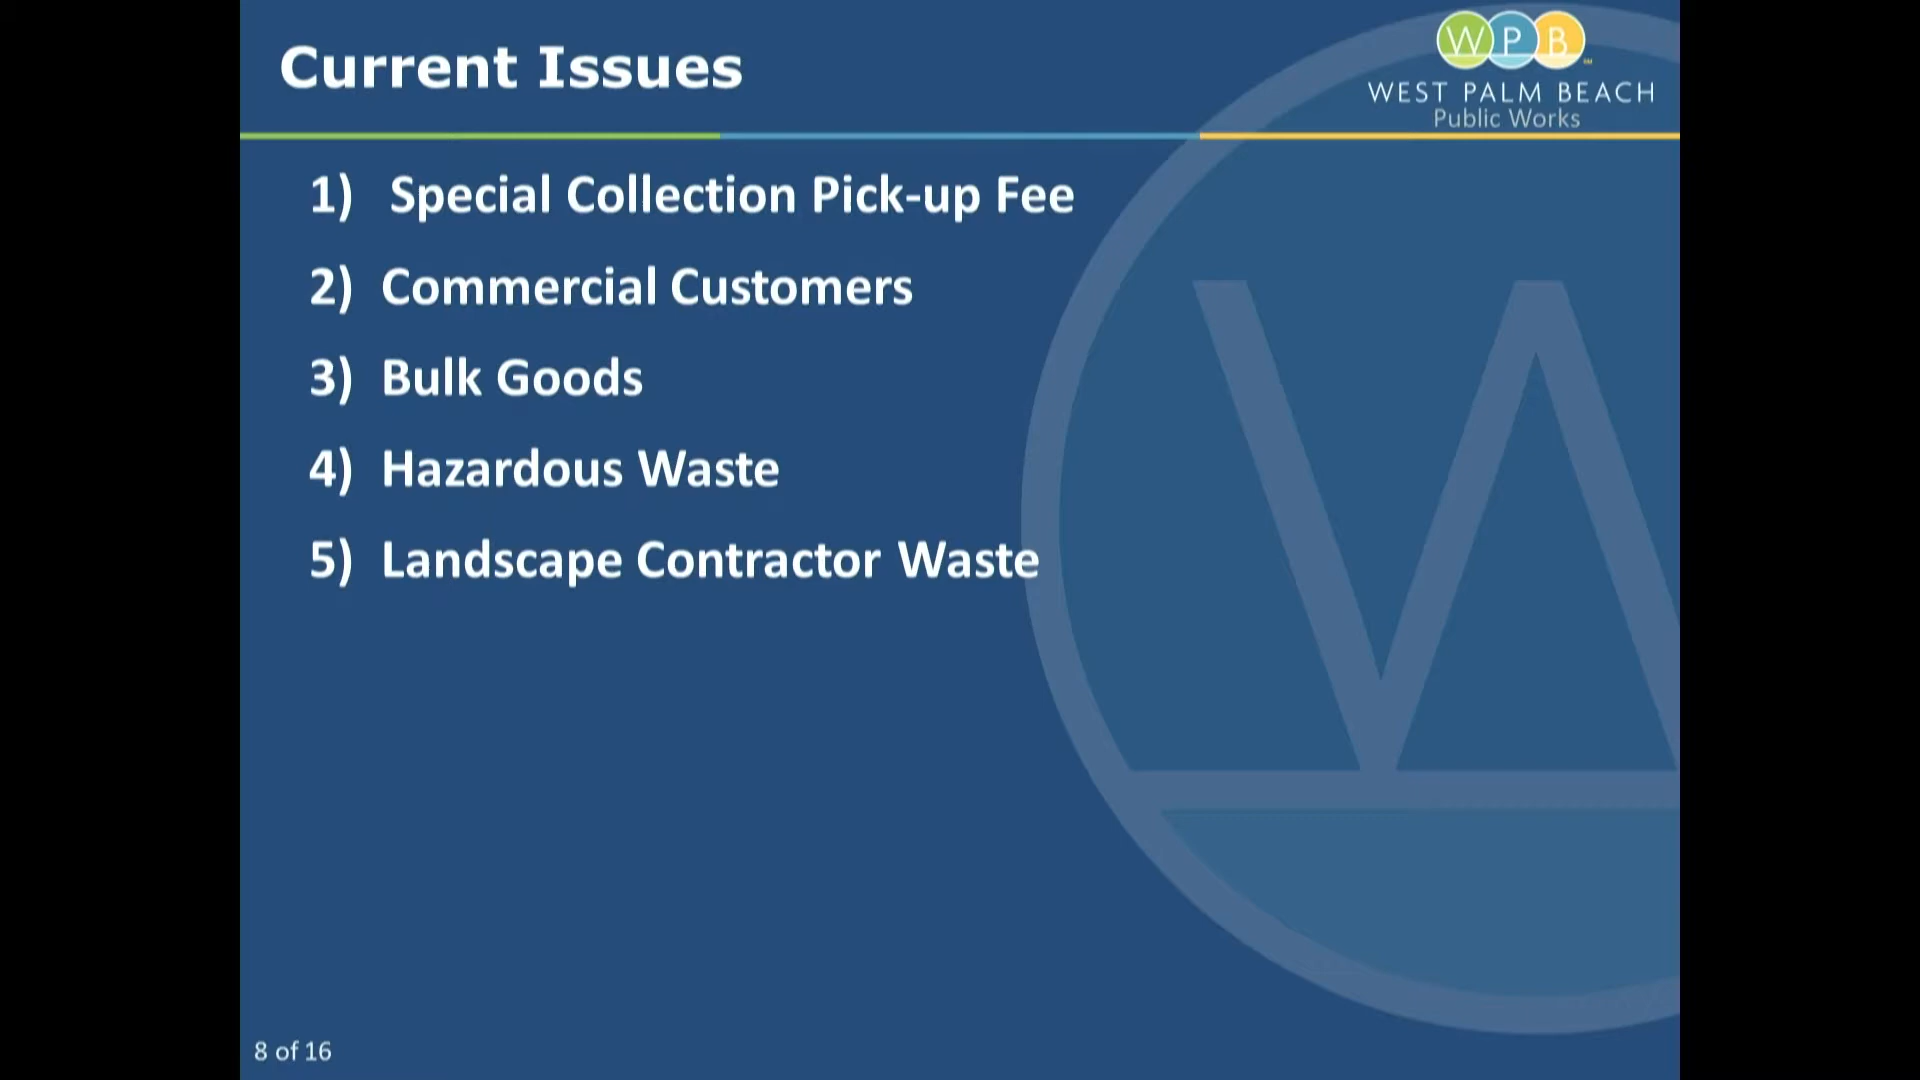 Current Issues
WPB
WEST PALM BEACH
Public Works
1) Special Collection Pick-up Fee
2) Commercial Customers
3) Bulk Goods
4) Hazardous Waste
5) Landscape Contractor Waste
W
8 of 16